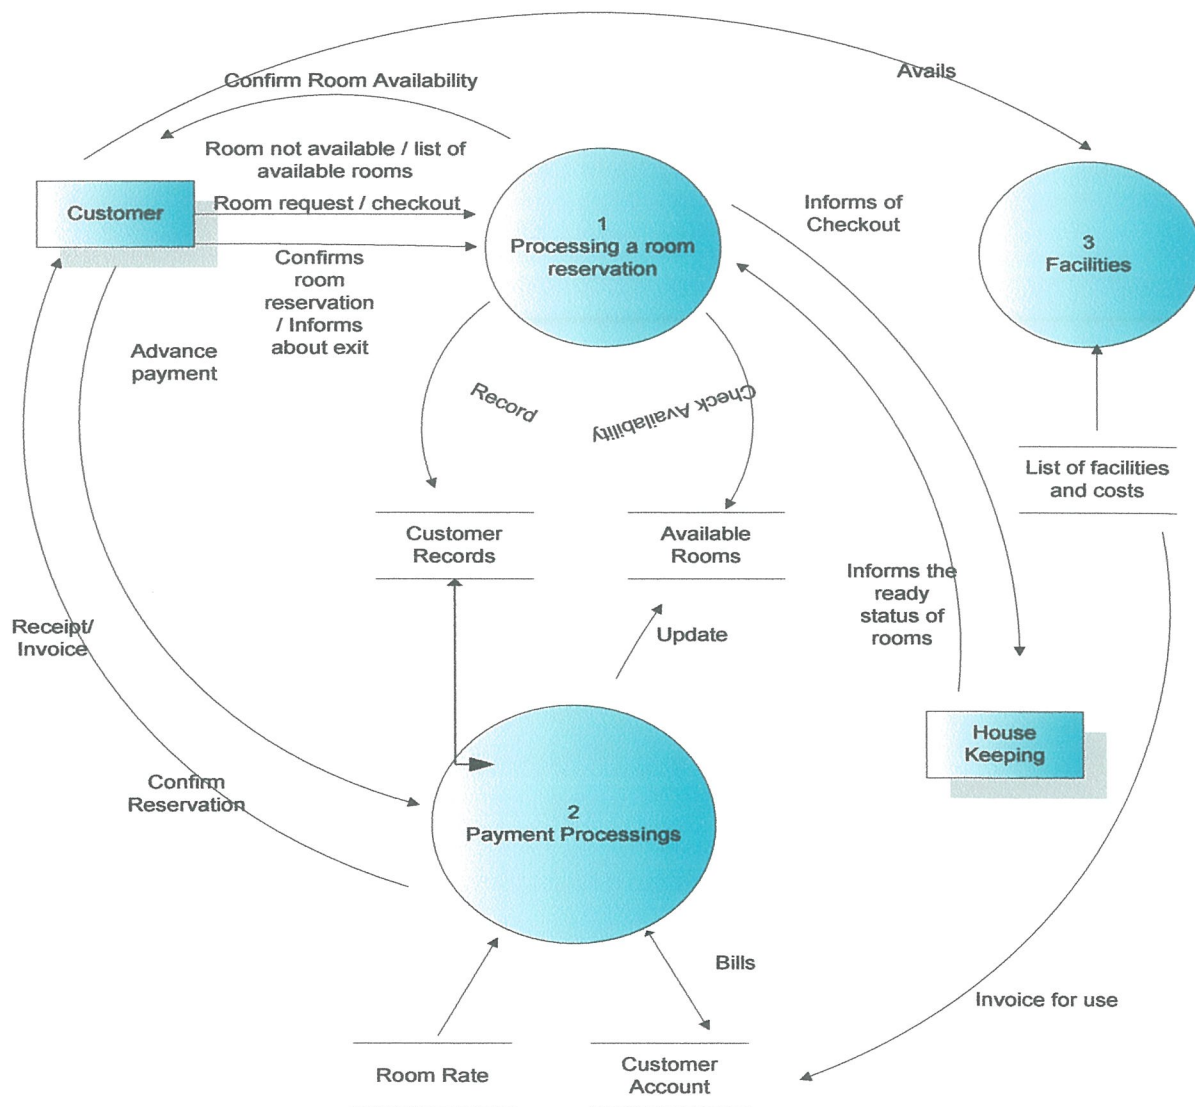 Avails
Confirm Room Availability
Room not available / list of
available rooms
Customer
Room request / checkout
Confirms
room
reservation
/ Informs
about exit
1
Processing a room
reservation
Informs of
Checkout
3
Facilities
Advance
payment
Record
Check Availability
List of facilities
and costs
Customer
Records
Available
Rooms
Informs the
ready
status of
rooms
Receipt/
Invoice
Update
House
Keeping
Confirm
Reservation
2
Payment Processings
Bills
Invoice for use
Room Rate
Customer
Account